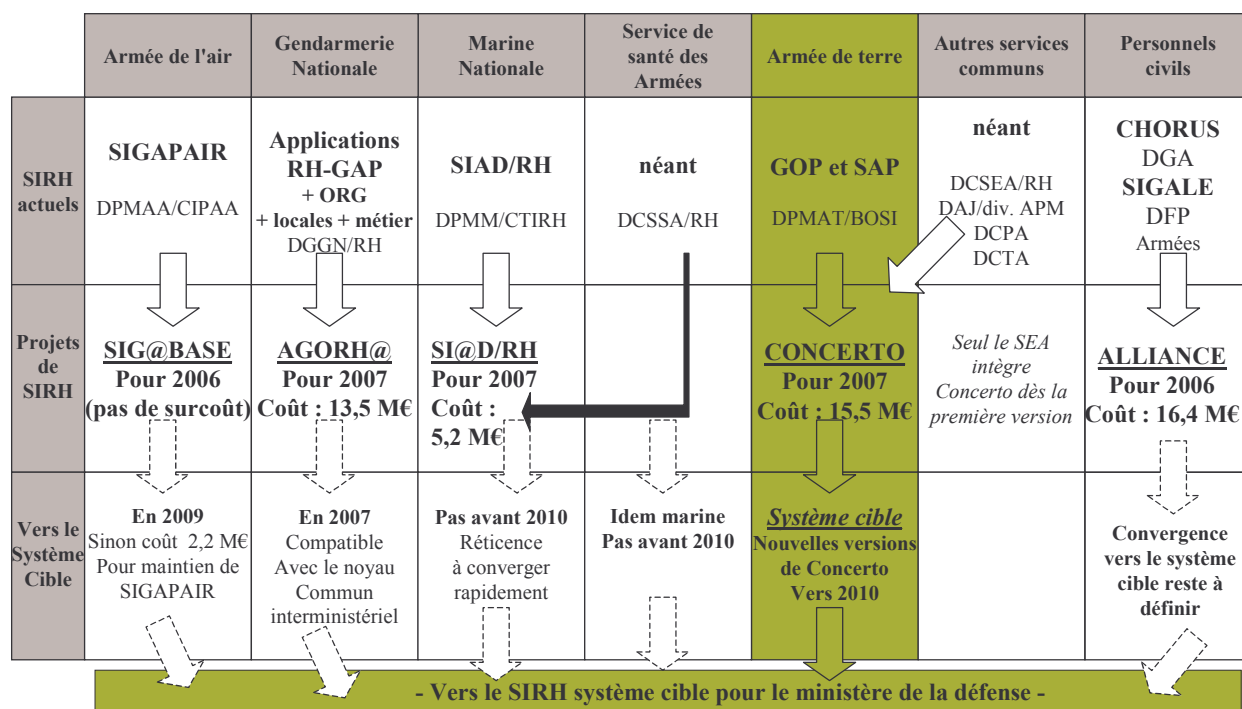 Armée de l'air
Gendarmerie
Nationale
Marine
Nationale
Service de
santé des
Armées
Armée de terre
Autres services
communs
Personnels
civils
SIRH
actuels
SIGAPAIR
DPMAA/CIPAA
Applications
RH-GAP
+ ORG
+ locales + métier
DGGN/RH
SIAD/RH
DPMM/CTIRH
néant
DCSSA/RH
GOP et SAP
DPMAT/BOSI
néant
DCSEA/RH
DAJ/div. APM
DCPA
DCTA
CHORUS
DGA
SIGALE
DFP
Armées
Projets
de
SIRH
SIG@BASE
Pour 2006
(pas de surcoût)
AGORH@
Pour 2007
Coût : 13,5 M€
SI@D/RH
Pour 2007
Coût :
5,2 M€
CONCERTO
Pour 2007
Coût : 15,5 M€
Seul le SEA
intègre
Concerto dès la
première version
ALLIANCE
Pour 2006
Coût : 16,4 M€
Vers le
Système
Cible
En 2009
Sinon coût 2,2 M€
Pour maintien de
SIGAPAIR
En 2007
Compatible
Avec le noyau
Commun
interministériel
Pas avant 2010
Réticence
à converger
rapidement
Idem marine
Pas avant 2010
Système cible
Nouvelles versions
de Concerto
Vers 2010
Convergence
vers le système
cible reste à
définir
- Vers le SIRH système cible pour le ministère de la défense -